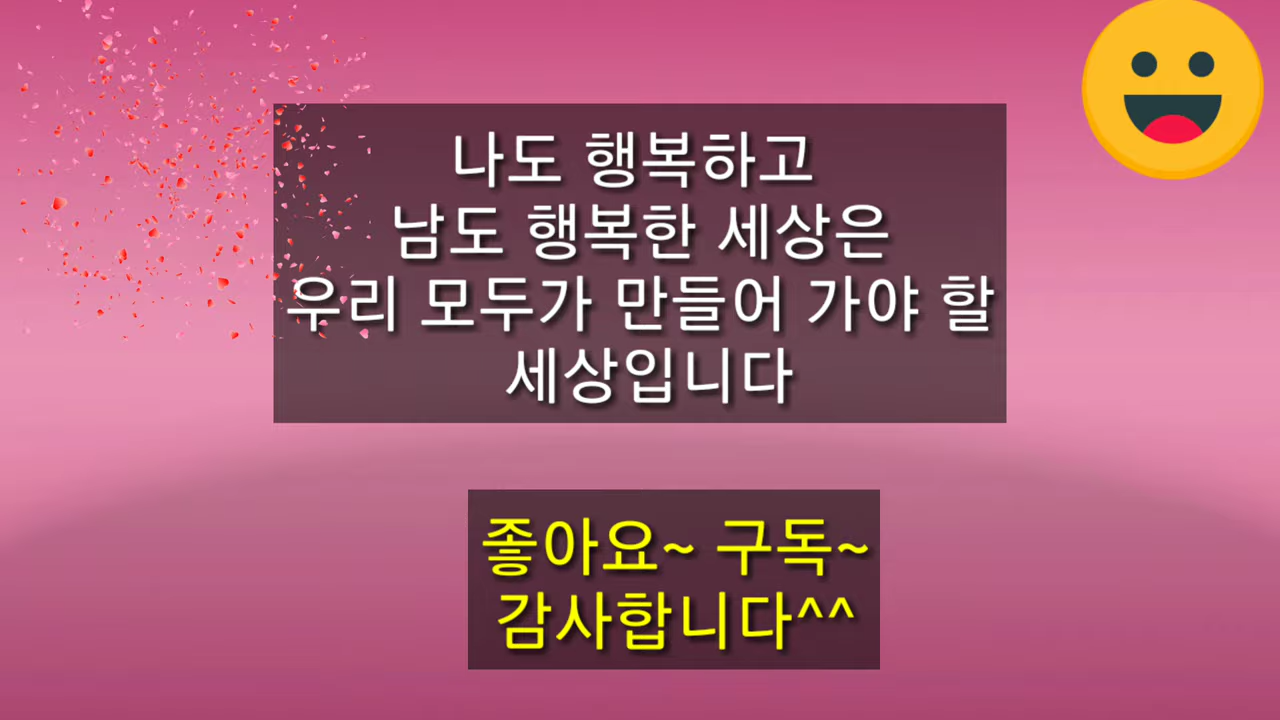 나도 행복하고
남도 행복한 세상은
우리 모두가 만들어 가야 할
세상입니다
좋아요~ 구독~
감사합니다^^